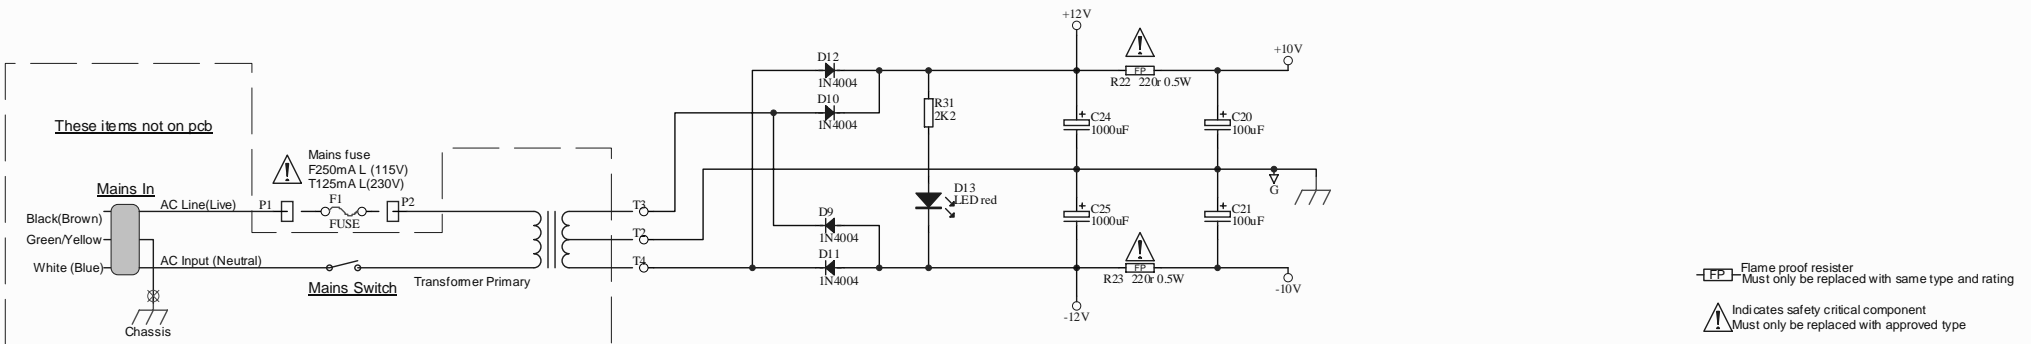 +12V
+10V
D12
1N4004
R22 220r 0.5W
FP
D10
1N4004
R31
2K2
C24
1000uF
C20
100uF
These items not on pcb
Mains fuse
F250mA L (115V)
T125mA L(230V)
Mains In
AC Line(Live)
P1
F1
FUSE
P2
T3
D13
LED red
G
Black(Brown)
Green/Yellow
White (Blue)
AC Input (Neutral)
Mains Switch
Transformer Primary
T2
T4
D9
1N4004
D11
1N4004
C25
1000uF
C21
100uF
FP
R23 220r 0.5W
-10V
-12V
Chassis
FP
Flame proof resister
Must only be replaced with same type and rating
Indicates safety critical component
Must only be replaced with approved type